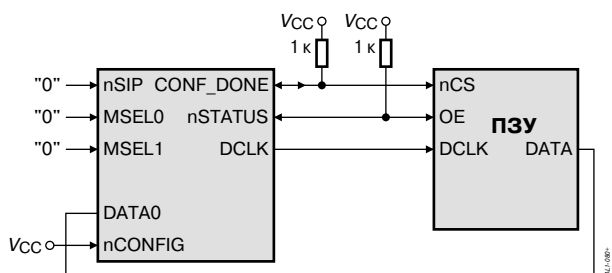 VCC VCC
1 к 1 к
"0" nSIP CONF_DONE nCS
"0" MSEL0 nSTATUS OE ПЗУ
"0" MSEL1 DCLK DCLK DATA
DATA0
VCC nCONFIG